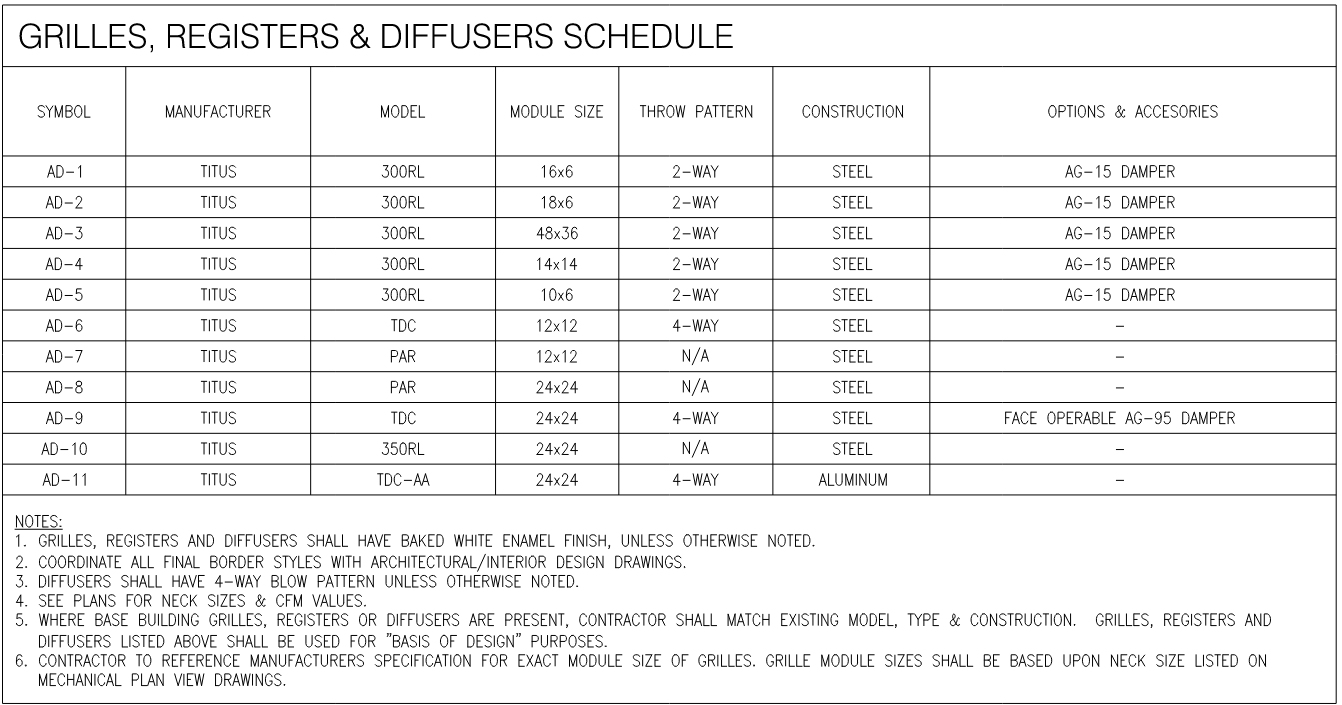 GRILLES, REGISTERS & DIFFUSERS SCHEDULE
SYMBOL MANUFACTURER MODEL MODULE SIZE THROW PATTERN CONSTRUCTION OPTIONS & ACCESORIES
AD-1 TITUS 300RL 16x6 2-WAY STEEL AG-15 DAMPER
AD-2 TITUS 300RL 18x6 2-WAY STEEL AG-15 DAMPER
AD-3 TITUS 300RL 48x36 2-WAY STEEL AG-15 DAMPER
AD-4 TITUS 300RL 14x14 2-WAY STEEL AG-15 DAMPER
AD-5 TITUS 300RL 10x6 2-WAY STEEL AG-15 DAMPER
AD-6 TITUS TDC 12x12 4-WAY STEEL -
AD-7 TITUS PAR 12x12 N/A STEEL -
AD-8 TITUS PAR 24x24 N/A STEEL -
AD-9 TITUS TDC 24x24 4-WAY STEEL FACE OPERABLE AG-95 DAMPER
AD-10 TITUS 350RL 24x24 N/A STEEL -
AD-11 TITUS TDC-AA 24x24 4-WAY ALUMINUM -
NOTES:
1. GRILLES, REGISTERS AND DIFFUSERS SHALL HAVE BAKED WHITE ENAMEL FINISH, UNLESS OTHERWISE NOTED.
2. COORDINATE ALL FINAL BORDER STYLES WITH ARCHITECTURAL/INTERIOR DESIGN DRAWINGS.
3. DIFFUSERS SHALL HAVE 4-WAY BLOW PATTERN UNLESS OTHERWISE NOTED.
4. SEE PLANS FOR NECK SIZES & CFM VALUES.
5. WHERE BASE BUILDING GRILLES, REGISTERS OR DIFFUSERS ARE PRESENT, CONTRACTOR SHALL MATCH EXISTING MODEL, TYPE & CONSTRUCTION. GRILLES, REGISTERS AND
DIFFUSERS LISTED ABOVE SHALL BE USED FOR "BASIS OF DESIGN" PURPOSES.
6. CONTRACTOR TO REFERENCE MANUFACTURERS SPECIFICATION FOR EXACT MODULE SIZE OF GRILLES. GRILLE MODULE SIZES SHALL BE BASED UPON NECK SIZE LISTED ON
MECHANICAL PLAN VIEW DRAWINGS.